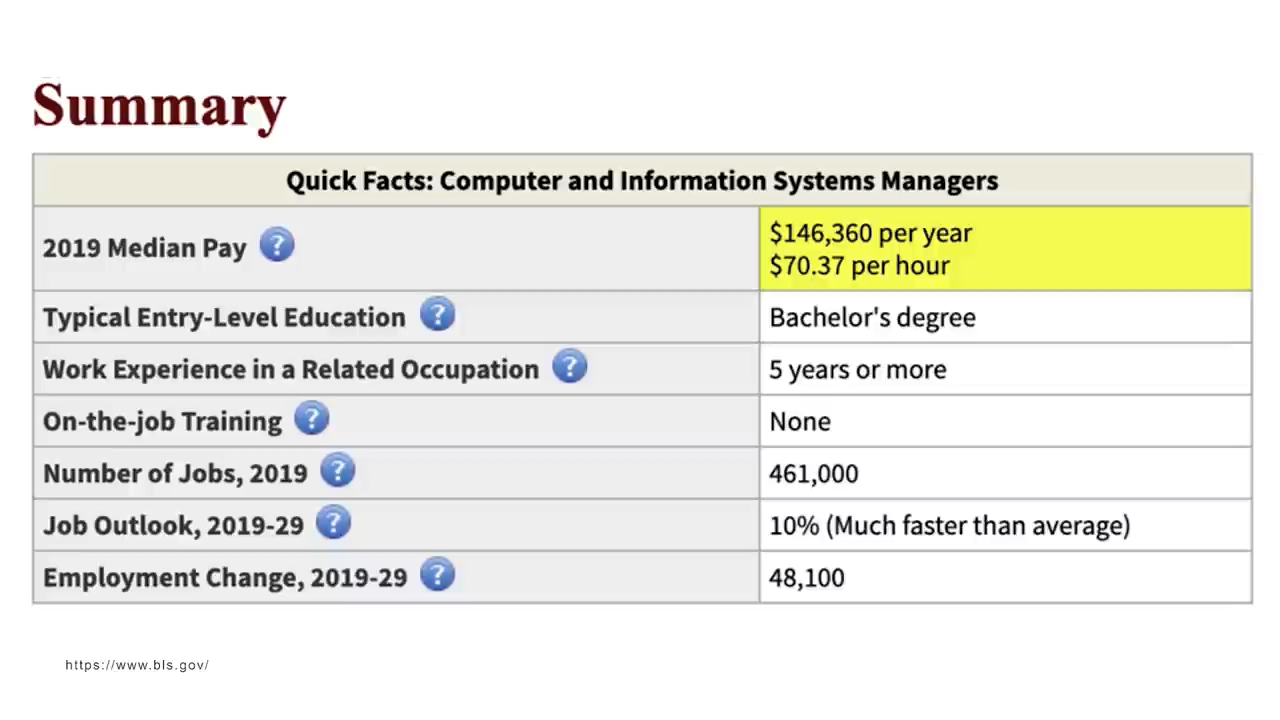 Summary
Quick Facts: Computer and Information Systems Managers
2019 Median Pay ?
$146,360 per year
$70.37 per hour
Typical Entry-Level Education ?
Bachelor's degree
Work Experience in a Related Occupation ?
5 years or more
On-the-job Training ?
None
Number of Jobs, 2019 ?
461,000
Job Outlook, 2019-29 ?
10% (Much faster than average)
Employment Change, 2019-29 ?
48,100
https://www.bls.gov/